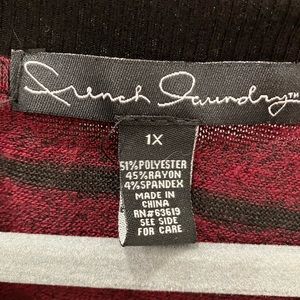 French Laundry™
1X
51%POLYESTER
45%RAYON
4%SPANDEX
MADE IN
CHINA
RN#63619
SEE SIDE
FOR CARE